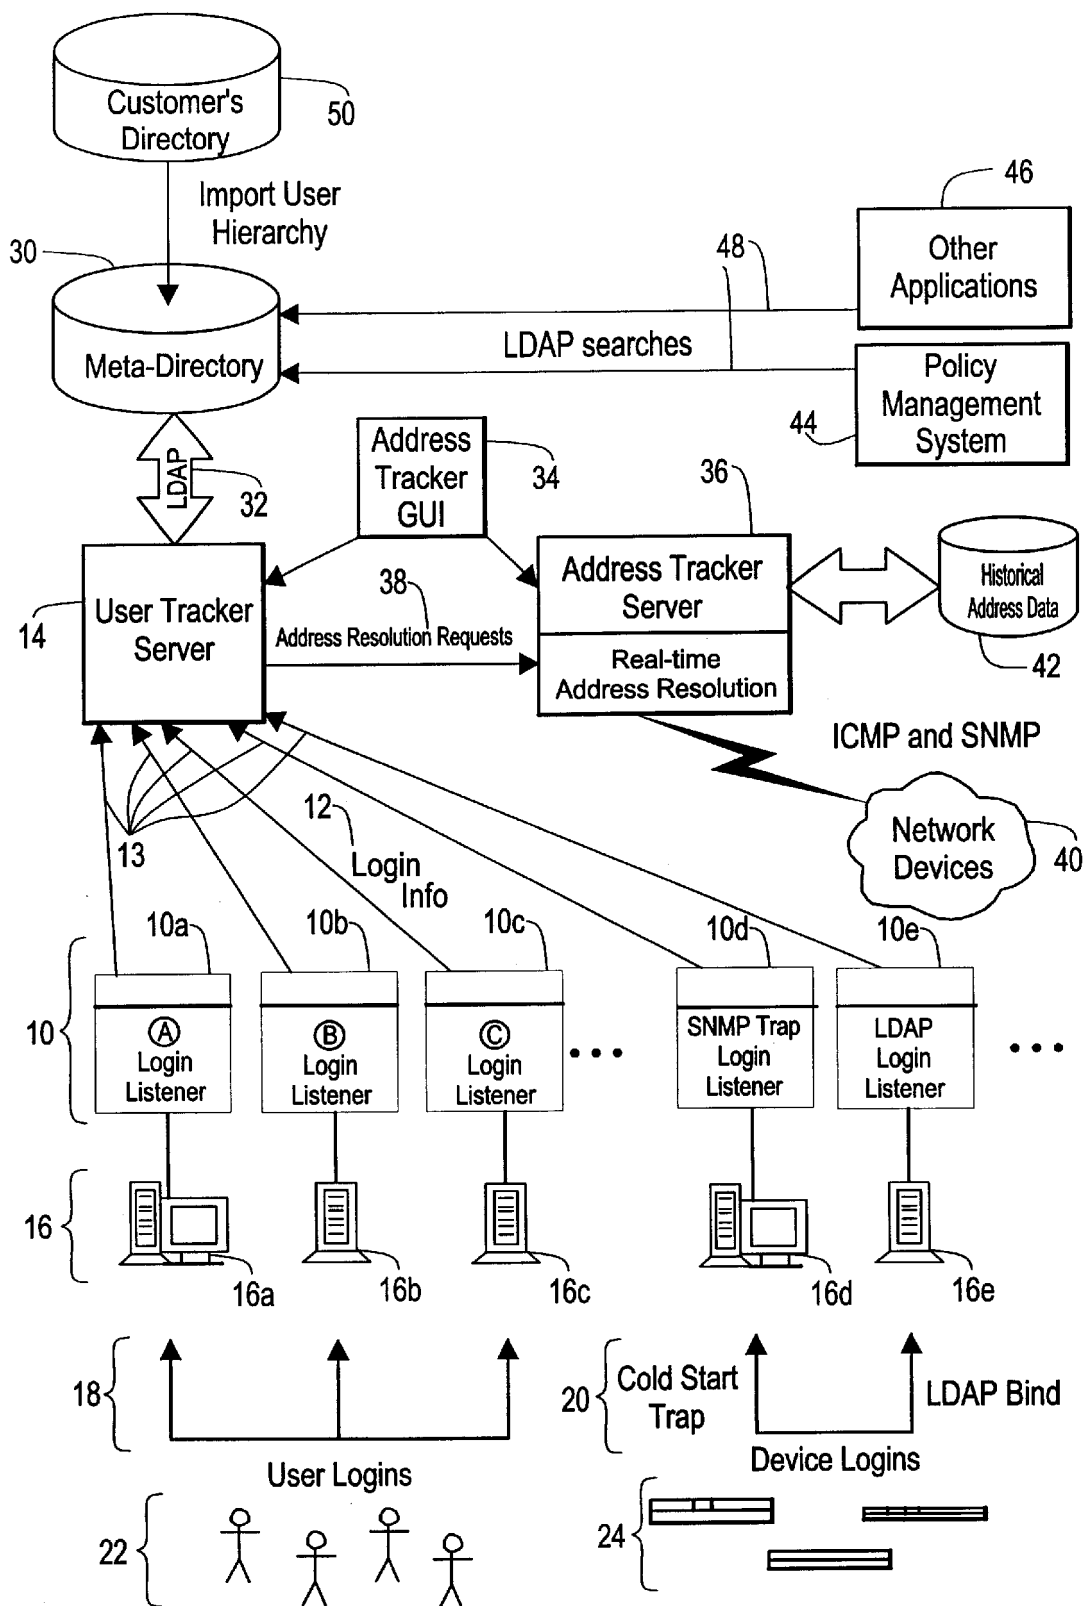 Customer's
Directory
50
Import User
Hierarchy
30
46
Other
Applications
48
LDAP searches
Meta-Directory
Policy
Management
System
44
Address
Tracker
GUI
34
LDAP
32
36
Address Tracker
Server
Historical
Address Data
42
38
User Tracker
Server
14
Address Resolution Requests
Real-time
Address Resolution
ICMP and SNMP
Network
Devices
40
13
12
Login
Info
10a
10b
10c
10d
10e
10
A
Login
Listener
B
Login
Listener
C
Login
Listener
•••
SNMP Trap
Login
Listener
LDAP
Login
Listener
•••
16
16a
16b
16c
16d
16e
18
20
Cold Start
Trap
LDAP Bind
User Logins
Device Logins
22
24